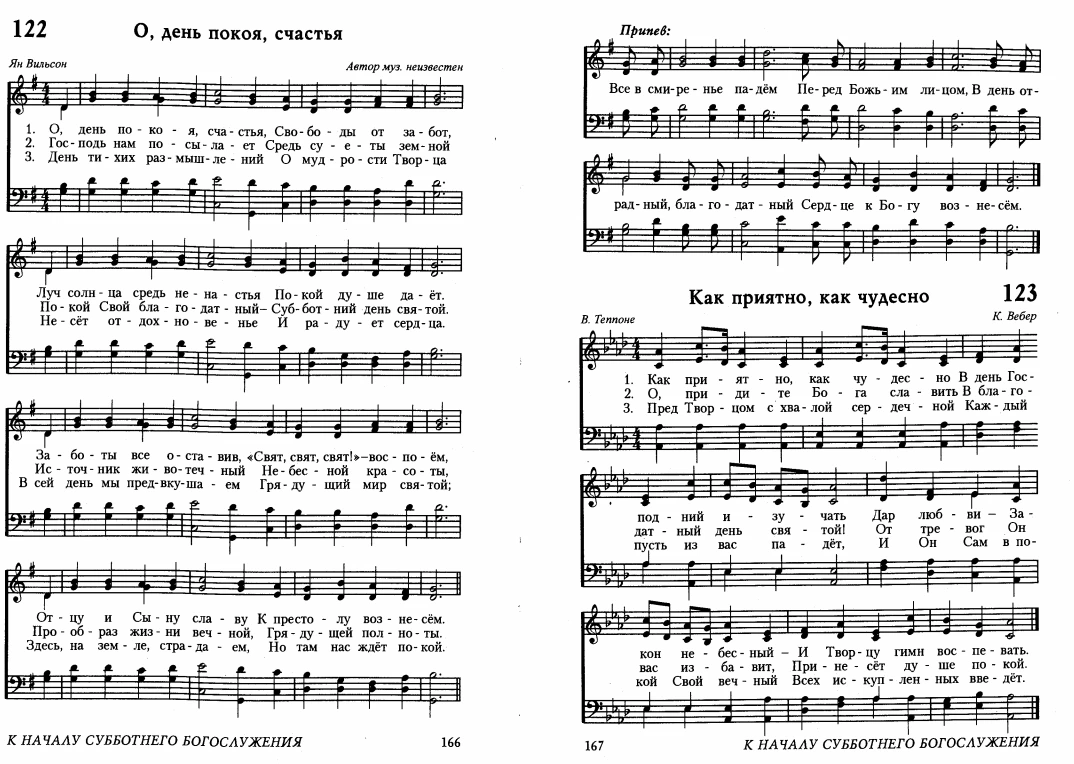 122
О, день покоя, счастья
Ян Вильсон
Автор муз. неизвестен
1. О, день по - ко - я, сча - стья, Сво - бо - ды от за - бот,
2. Гос - подь нам по - сы - ла - ет Средь су - е - ты зем - ной
3. День ти - хих раз - мыш - ле - ний О муд - ро - сти Твор - ца
Луч солн - ца средь не - на - стья По - кой ду - ше да - ёт.
По - кой Свой бла - го - дат - ный – Суб - бот - ний день свя - той.
Не - сёт от - дох - но - ве - нье И ра - ду - ет серд - ца.
За - бо - ты все о - ста - вив, «Свят, свят, свят!» – вос - по - ём,
Ис - точ - ник жи - во - теч - ный Не - бес - ной кра - со - ты,
В сей день мы пред - вку - ша - ем Гря - ду - щий мир свя - той;
От - цу и Сы - ну сла - ву К престо - лу воз - не - сём.
Про - об - раз жиз - ни веч - ной, Гря - ду - щей пол - но - ты.
Здесь, на зем - ле, стра - да - ем, Но там нас ждёт по - кой.
К НАЧАЛУ СУББОТНЕГО БОГОСЛУЖЕНИЯ
166
Припев:
Все в сми - ре - нье па - дём Пе - ред Божь - им ли - цом, В день от -
рад - ный, бла - го - дат - ный Серд - це к Бо - гу воз - не - сём.
Как приятно, как чудесно
123
В. Теппоне
К. Вебер
1. Как при - ят - но, как чу - дес - но В день Гос -
2. О, при - ди - те Бо - га сла - вить В бла - го -
3. Пред Твор - цом с хва - лой сер - деч - ной Каж - дый
под - ний и - зу - чать Дар люб - ви – За -
дат - ный день свя - той! От тре - вог Он
пусть из вас па - дёт, И Он Сам в по -
кон не - бес - ный – И Твор - цу гимн вос - пе - вать.
вас из - ба - вит, При - не - сёт ду - ше по - кой.
кой Свой веч - ный Всех ис - куп - лен - ных вве - дёт.
167
К НАЧАЛУ СУББОТНЕГО БОГОСЛУЖЕНИЯ